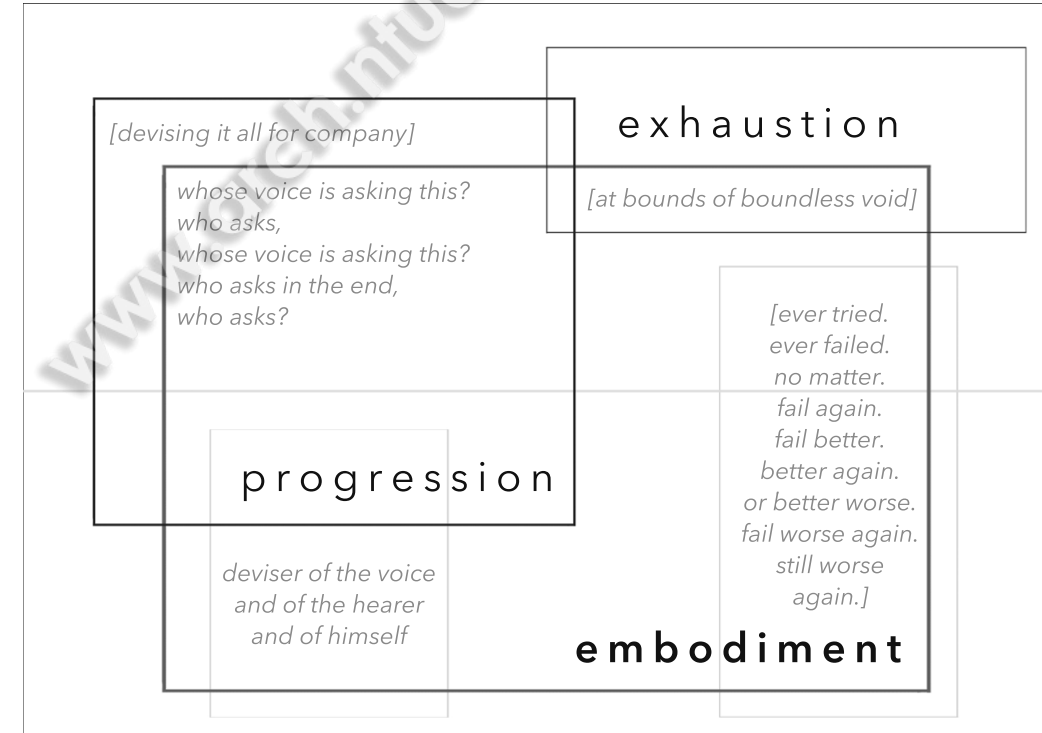 www.arch.ntu
exhaustion
[devising it all for company]
whose voice is asking this?
who asks,
whose voice is asking this?
who asks in the end,
who asks?
[at bounds of boundless void]
[ever tried.
ever failed.
no matter.
fail again.
fail better.
better again.
or better worse.
fail worse again.
still worse
again.]
progression
deviser of the voice
and of the hearer
and of himself
embodiment